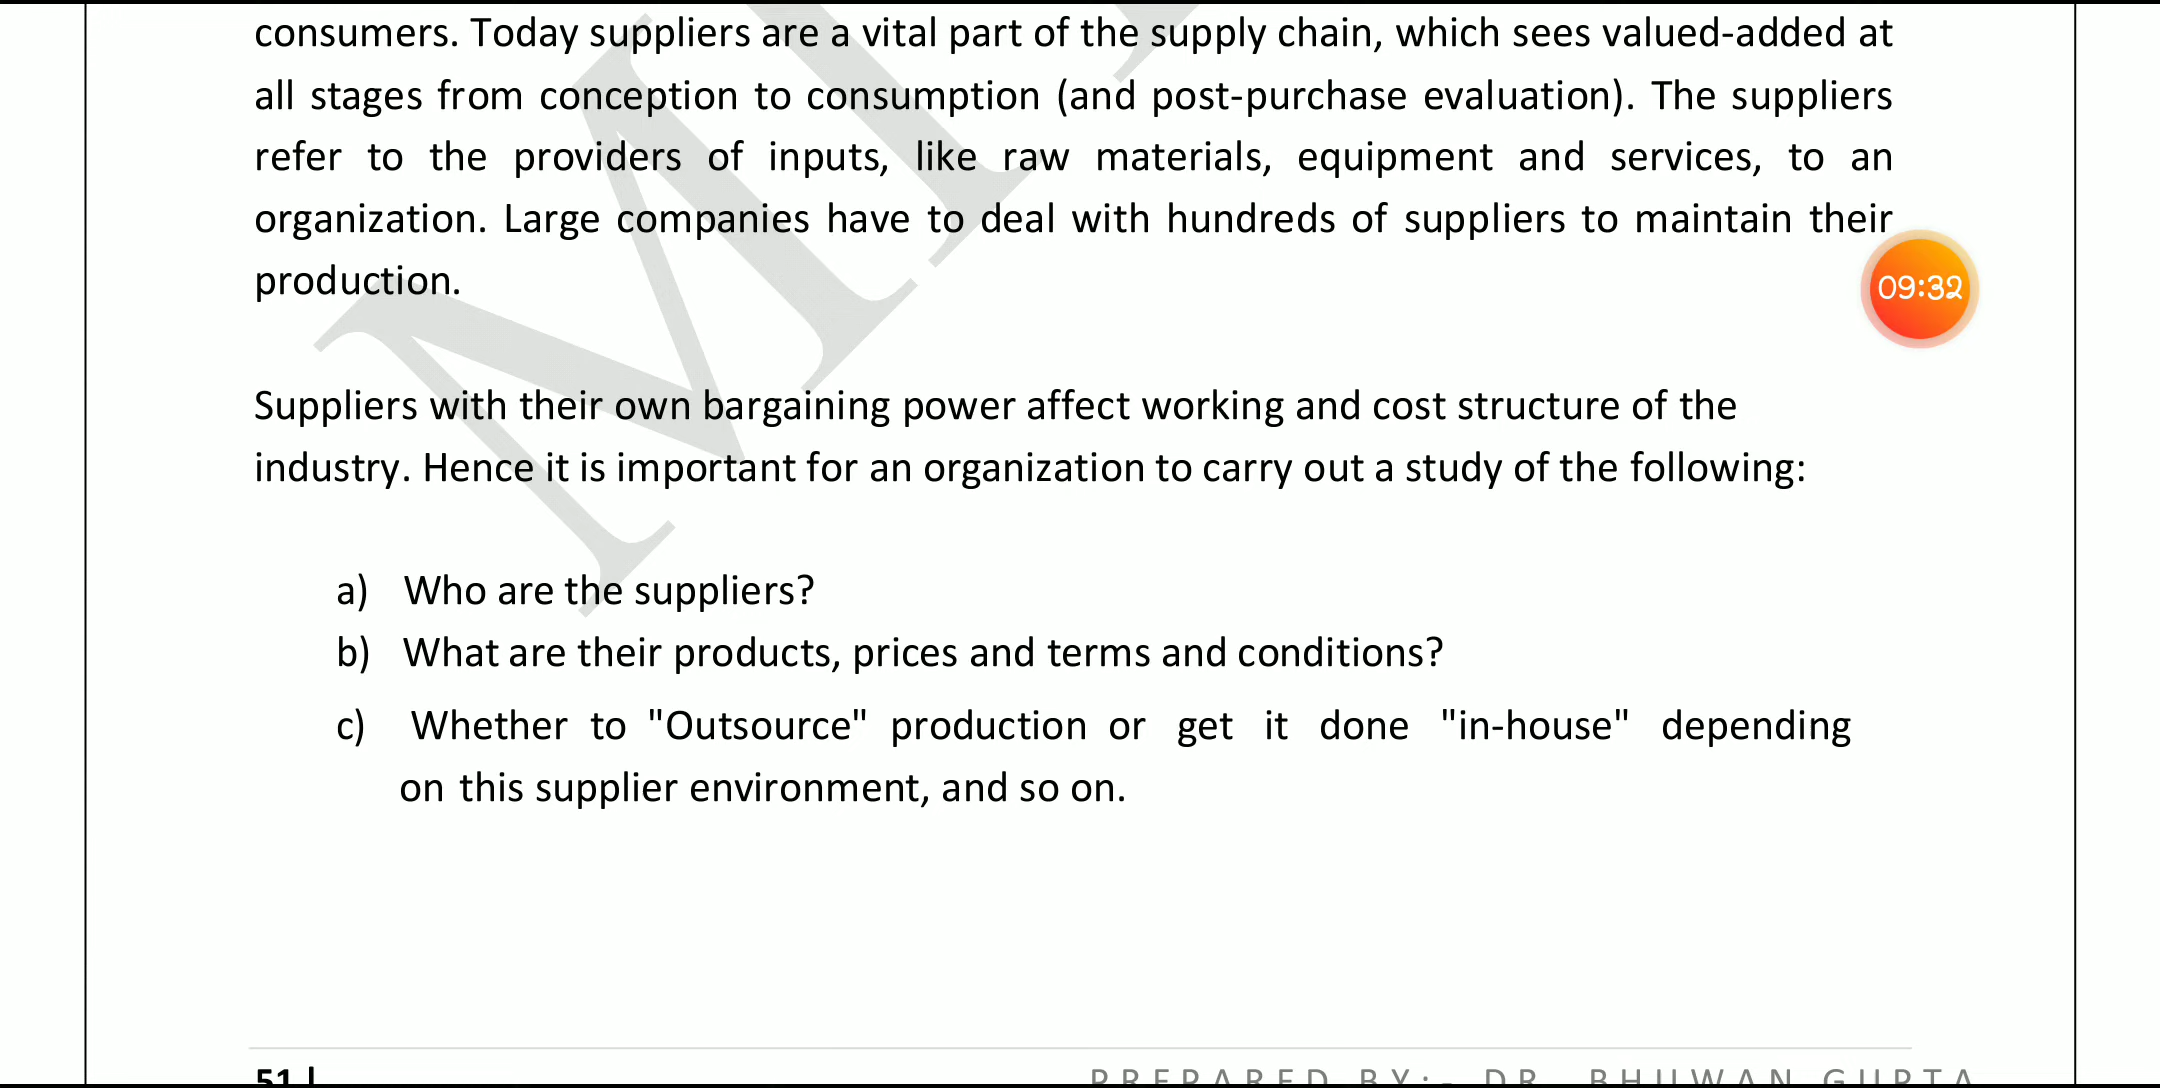 consumers. Today suppliers are a vital part of the supply chain, which sees valued-added at
all stages from conception to consumption (and post-purchase evaluation). The suppliers
refer to the providers of inputs, like raw materials, equipment and services, to an
organization. Large companies have to deal with hundreds of suppliers to maintain their
production.
09:32
Suppliers with their own bargaining power affect working and cost structure of the
industry. Hence it is important for an organization to carry out a study of the following:
a) Who are the suppliers?
b) What are their products, prices and terms and conditions?
c) Whether to "Outsource" production or get it done "in-house" depending
on this supplier environment, and so on.
51 | PREPARED BY:- DR. BHUWAN GUPTA